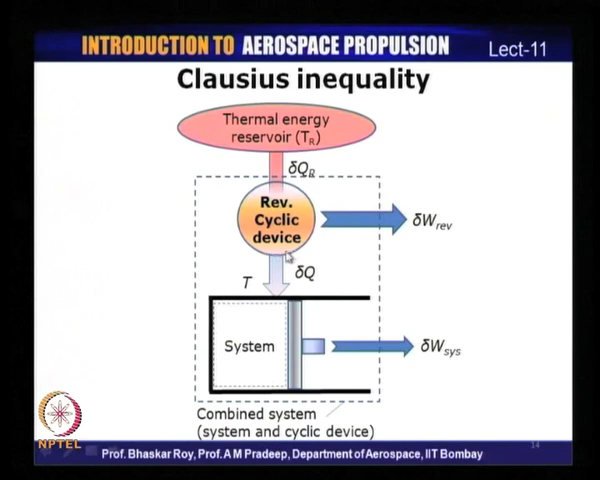 INTRODUCTION TO AEROSPACE PROPULSION
Lect-11
Clausius inequality
Thermal energy
reservoir (T_R)
δQ_R
Rev.
Cyclic
device
δW_rev
T
δQ
System
δW_sys
Combined system
(system and cyclic device)
NPTEL
14
Prof. Bhaskar Roy, Prof. A M Pradeep, Department of Aerospace, IIT Bombay